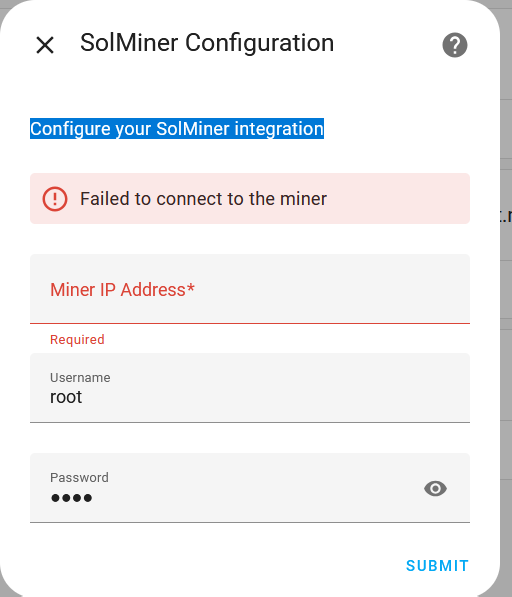 SolMiner Configuration
Configure your SolMiner integration
Failed to connect to the miner
Miner IP Address*
Required
Username
root
Password
••••
SUBMIT